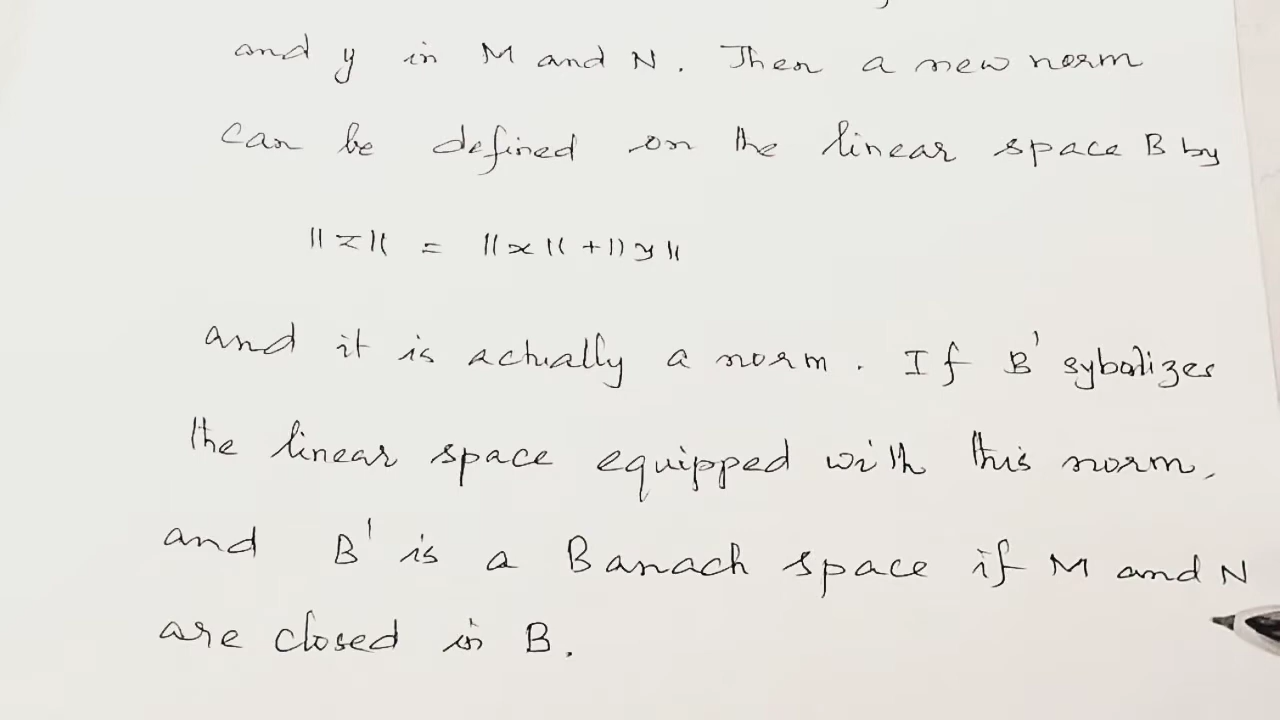 and y in M and N. Then a new norm
can be defined on the linear space B by
||z|| = ||x|| + ||y||
and it is actually a norm. If B' sybolizes
the linear space equipped with this norm,
and B' is a Banach space if M and N
are closed in B.